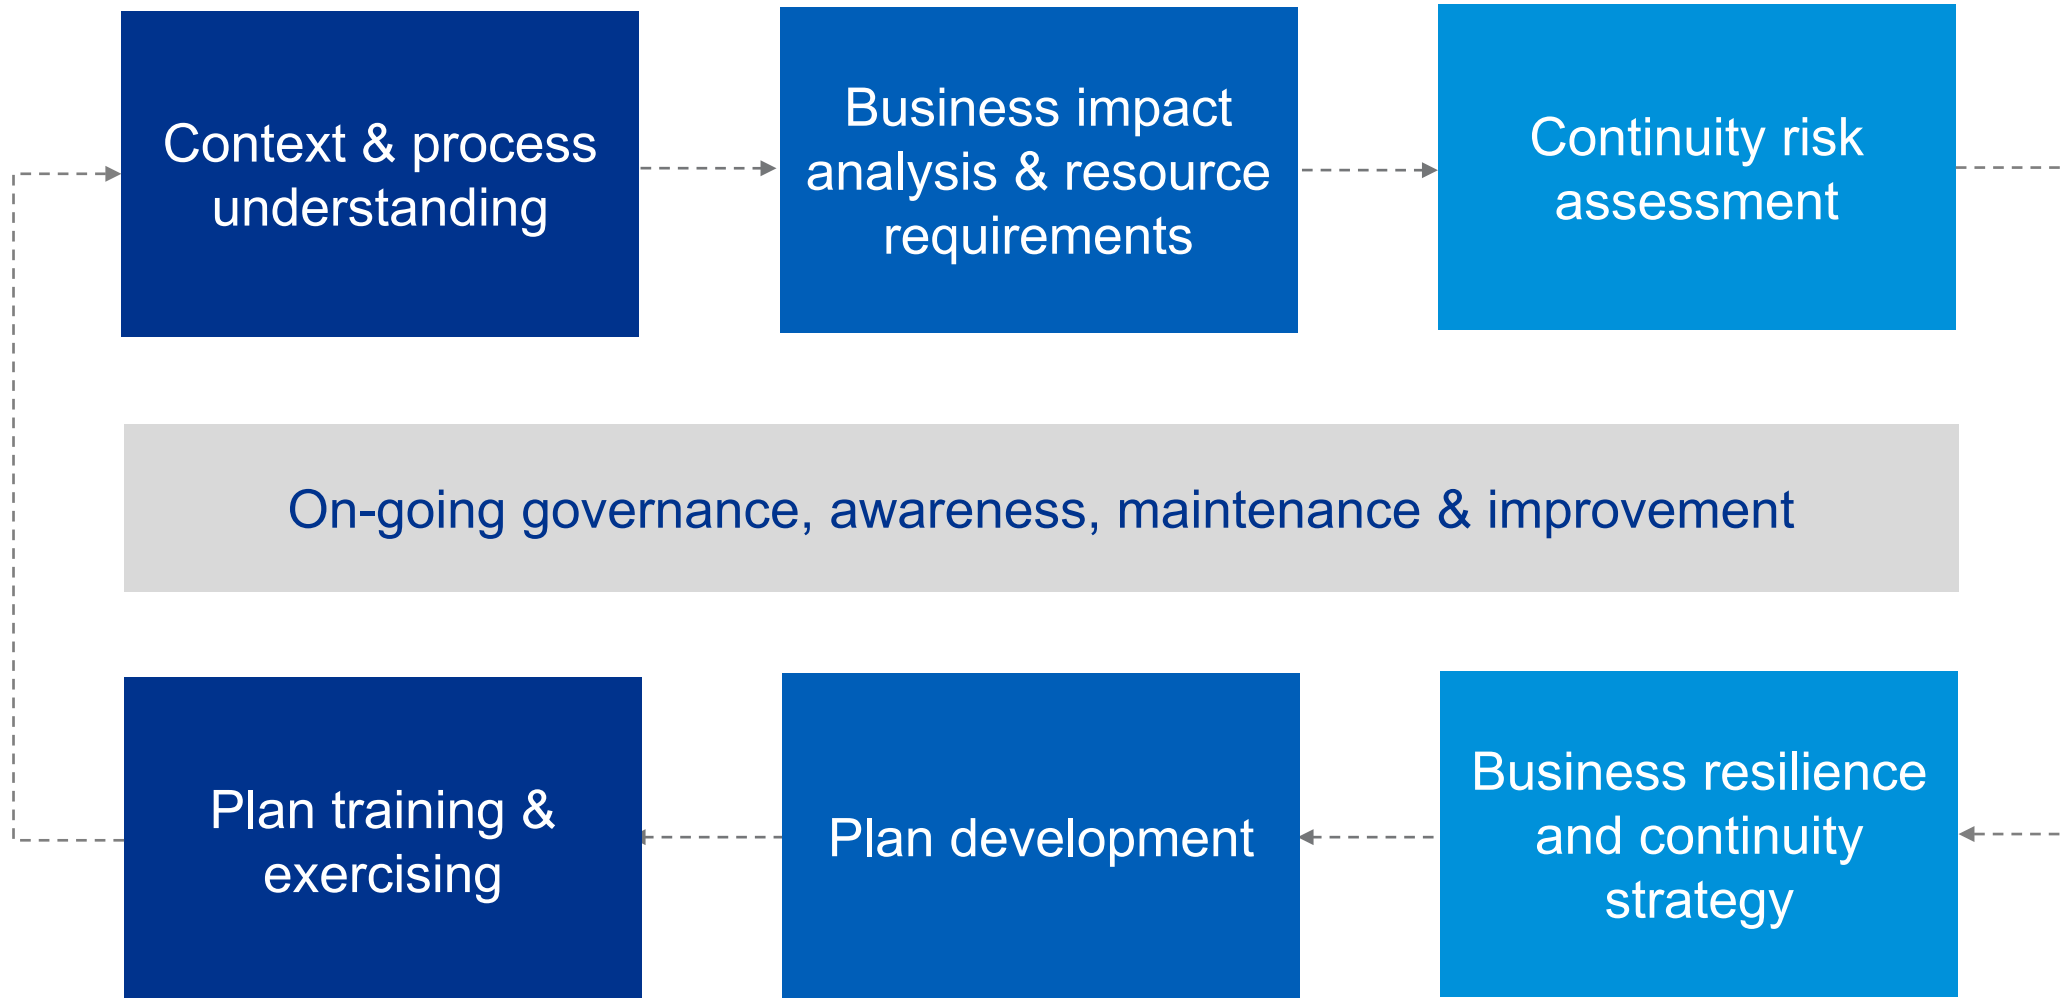 Context & process
understanding
Business impact
analysis & resource
requirements
Continuity risk
assessment
On-going governance, awareness, maintenance & improvement
Plan training &
exercising
Plan development
Business resilience
and continuity
strategy